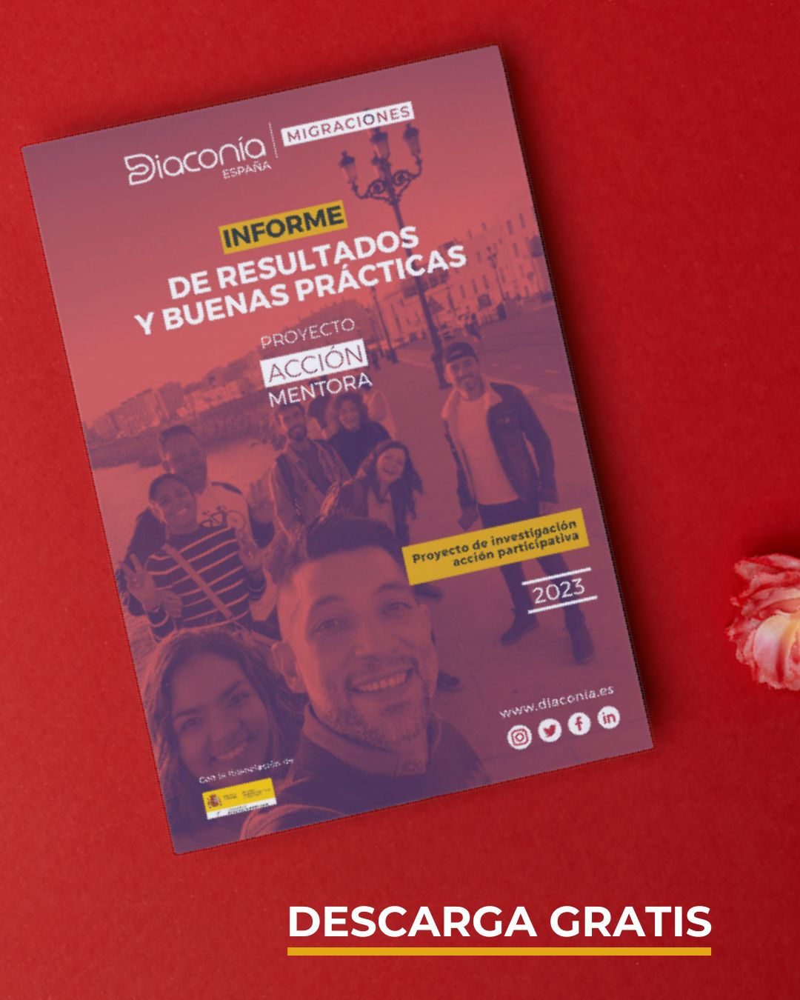 Diaconía
ESPAÑA
MIGRACIONES
INFORME
DE RESULTADOS
Y BUENAS PRÁCTICAS
PROYECTO
ACCIÓN
MENTORA
Proyecto de investigación
acción participativa
2023
www.diaconia.es
in
Con la financiación de
DESCARGA GRATIS